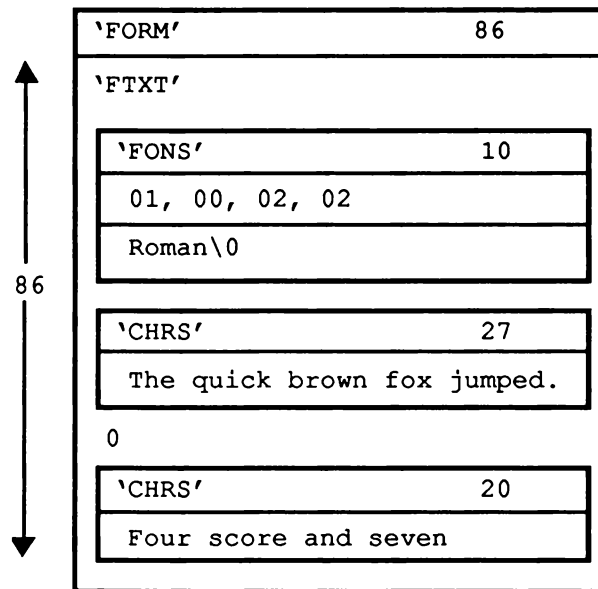 ‵FORM′ 86
‵FTXT′
‵FONS′ 10
01, 00, 02, 02
Roman\0
86
‵CHRS′ 27
The quick brown fox jumped.
0
‵CHRS′ 20
Four score and seven